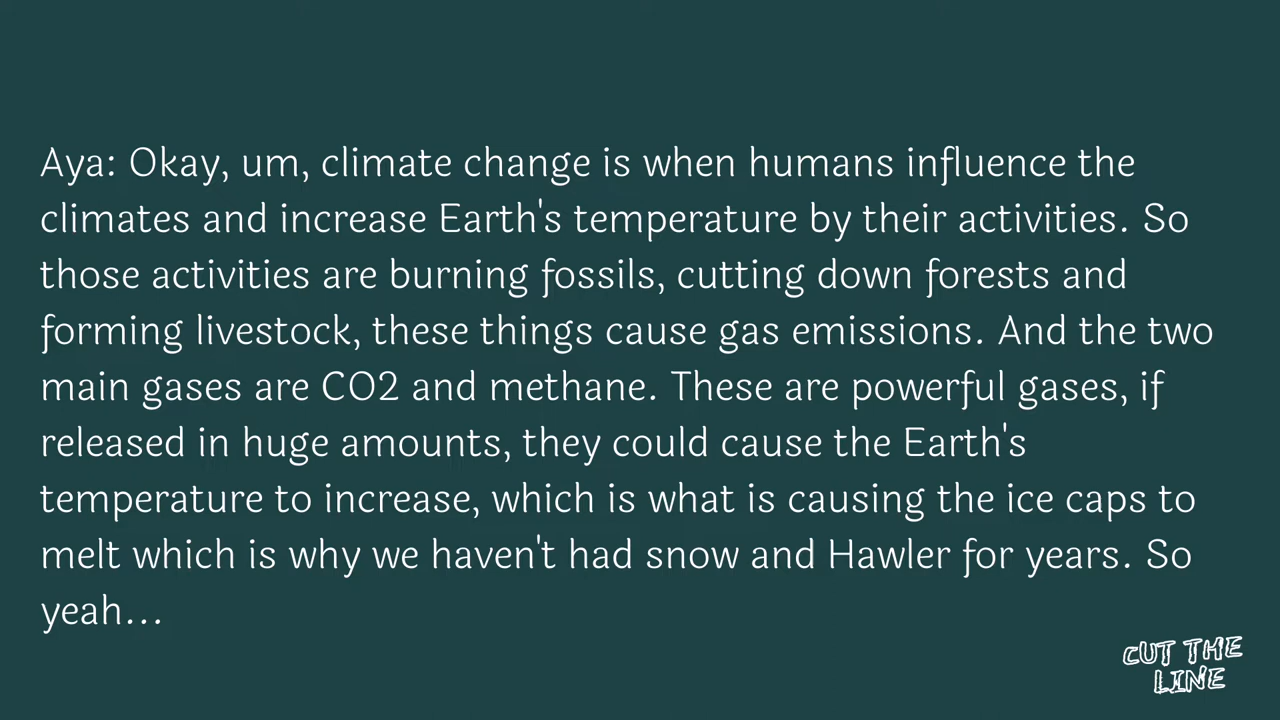 Aya: Okay, um, climate change is when humans influence the
climates and increase Earth's temperature by their activities. So
those activities are burning fossils, cutting down forests and
forming livestock, these things cause gas emissions. And the two
main gases are CO2 and methane. These are powerful gases, if
released in huge amounts, they could cause the Earth's
temperature to increase, which is what is causing the ice caps to
melt which is why we haven't had snow and Hawler for years. So
yeah...
CUT THE
LINE